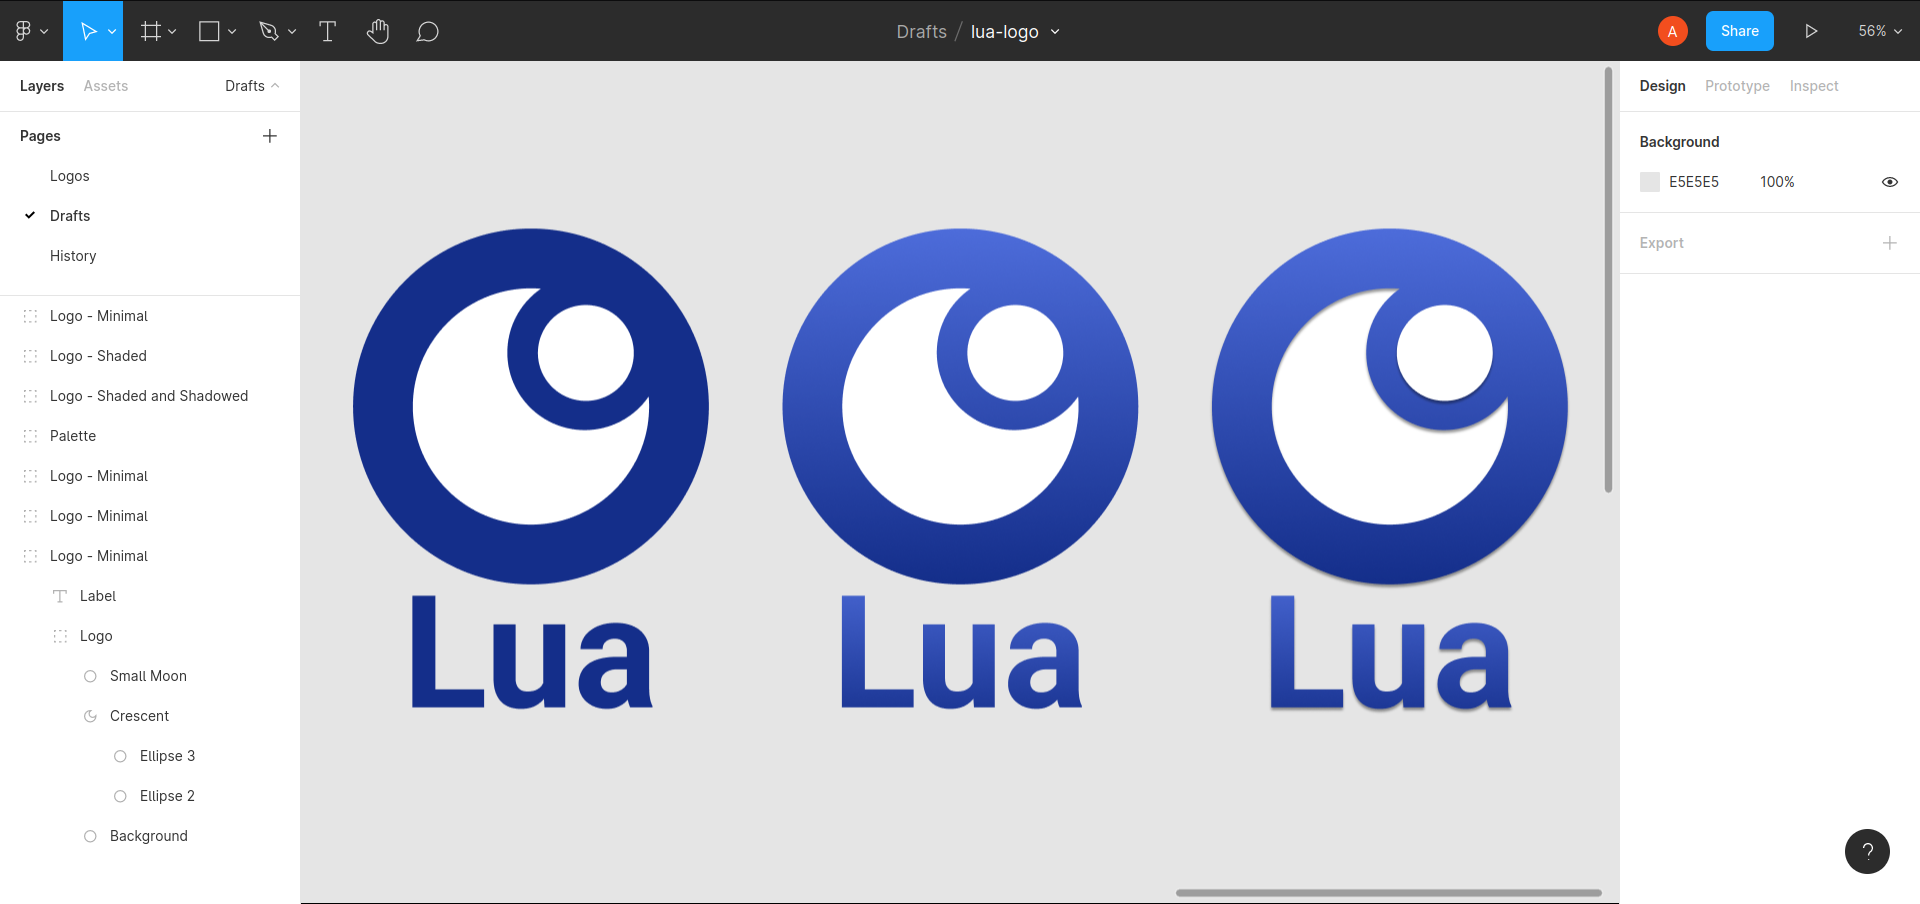 Drafts / lua-logo
A
Share
56%
Layers
Assets
Drafts
Pages
Logos
Drafts
History
Logo - Minimal
Logo - Shaded
Logo - Shaded and Shadowed
Palette
Logo - Minimal
Logo - Minimal
Logo - Minimal
Label
Logo
Small Moon
Crescent
Ellipse 3
Ellipse 2
Background
Lua
Lua
Lua
Design
Prototype
Inspect
Background
E5E5E5
100%
Export
?